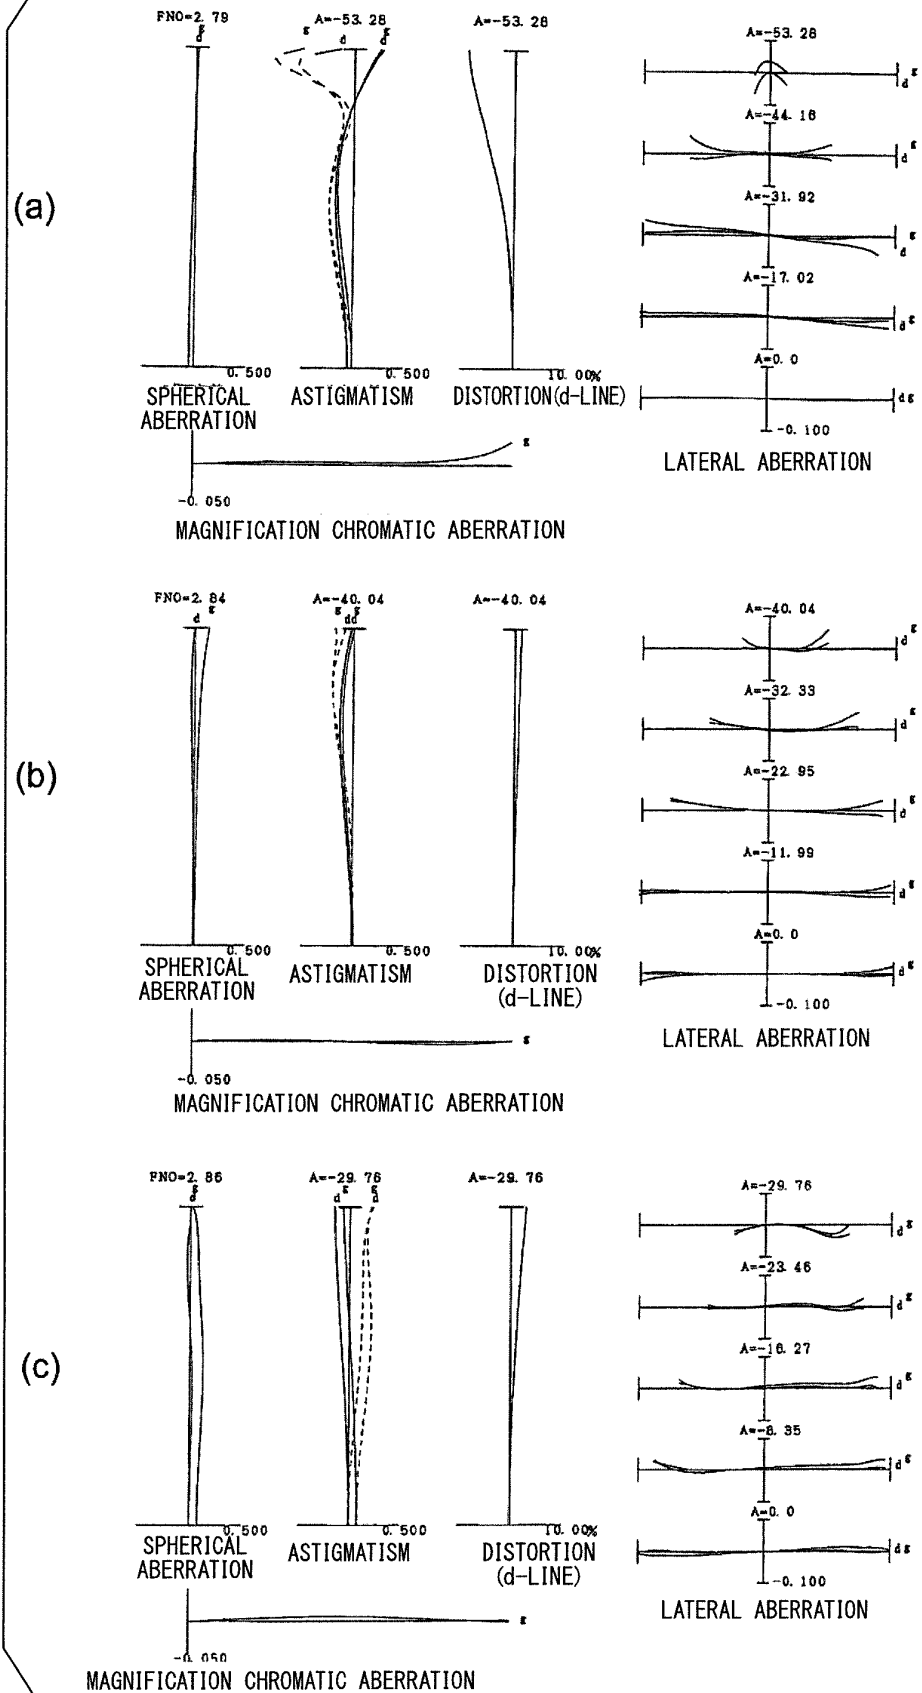 (a)
FNO=2.79
g
d
0.500
SPHERICAL
ABERRATION
A=-53.28
g
d
g
d
0.500
ASTIGMATISM
A=-53.28
10.00%
DISTORTION(d-LINE)
g
-0.050
MAGNIFICATION CHROMATIC ABERRATION
A=-53.28
g
d
A=-44.16
g
d
A=-31.92
g
d
A=-17.02
g
d
A=0.0
d g
-0.100
LATERAL ABERRATION
(b)
FNO=2.84
g
d
0.500
SPHERICAL
ABERRATION
A=-40.04
g
g
dd
0.500
ASTIGMATISM
A=-40.04
10.00%
DISTORTION
(d-LINE)
g
-0.050
MAGNIFICATION CHROMATIC ABERRATION
A=-40.04
g
d
A=-32.33
g
d
A=-22.95
g
d
A=-11.99
g
d
A=0.0
g
d
-0.100
LATERAL ABERRATION
(c)
FNO=2.86
g
d
0.500
SPHERICAL
ABERRATION
A=-29.76
g
d
g
d
0.500
ASTIGMATISM
A=-29.76
10.00%
DISTORTION
(d-LINE)
g
-0.050
MAGNIFICATION CHROMATIC ABERRATION
A=-29.76
g
d
A=-23.46
g
d
A=-16.27
g
d
A=-8.35
g
d
A=0.0
d g
-0.100
LATERAL ABERRATION